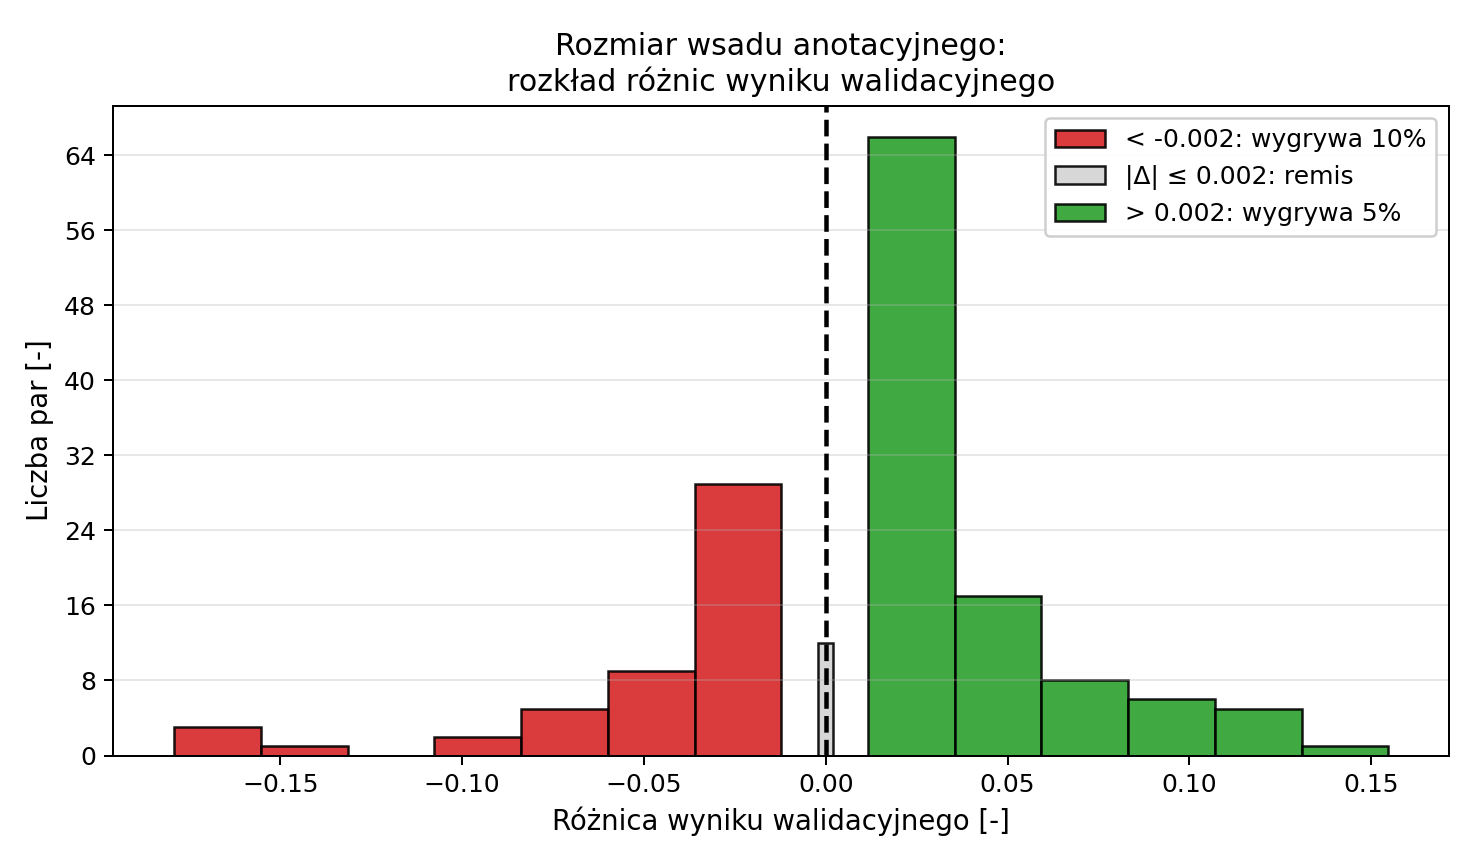 Rozmiar wsadu anotacyjnego:
rozkład różnic wyniku walidacyjnego
< -0.002: wygrywa 10%
|Δ| ≤ 0.002: remis
> 0.002: wygrywa 5%
Liczba par [-]
64
56
48
40
32
24
16
8
0
−0.15
−0.10
−0.05
0.00
0.05
0.10
0.15
Różnica wyniku walidacyjnego [-]